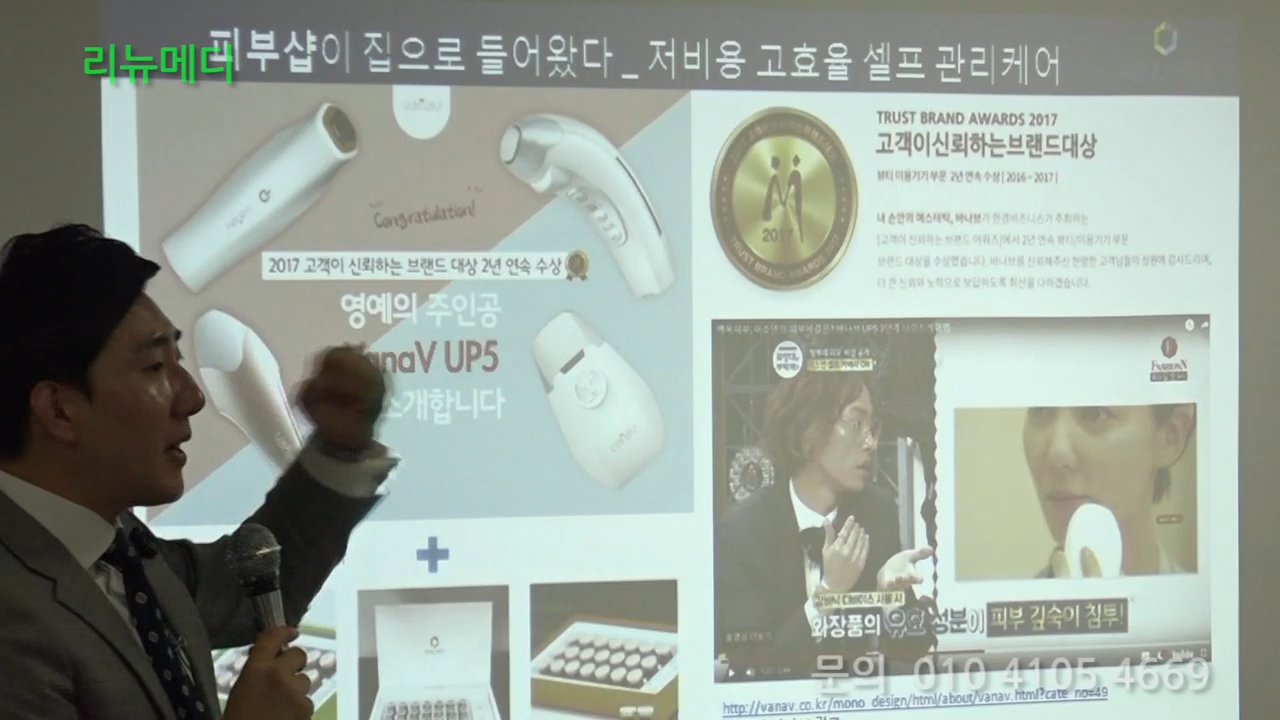 리뉴메디
피부샵이 집으로 들어왔다 _ 저비용 고효율 셀프 관리케어
vanav
Congratulation!
2017 고객이 신뢰하는 브랜드 대상 2년 연속 수상
영예의 주인공
VanaV UP5
소개합니다
TRUST BRAND AWARDS 2017
고객이신뢰하는브랜드대상
뷰티 이용기기 부문 2년 연속 수상 [ 2016 ~ 2017 ]
내 손안의 에스테틱, 바나브가 한경비즈니스가 주최하는
[고객이 신뢰하는 브랜드 어워즈]에서 2년 연속 뷰티/미용기기 부문
브랜드 대상을 수상했습니다. 바나브를 신뢰해주신 현명한 고객님들의 성원에 감사드리며,
더 큰 신뢰와 노력으로 보답하도록 최선을 다하겠습니다.
2017
TRUST BRAND AWARDS 2017
FASHION N
화장품의 유효 성분이 피부 깊숙이 침투!
YouTube
문의 010 4105 4669
http://vanav.co.kr/mono_design/html/about/vanav.html?cate_no=49